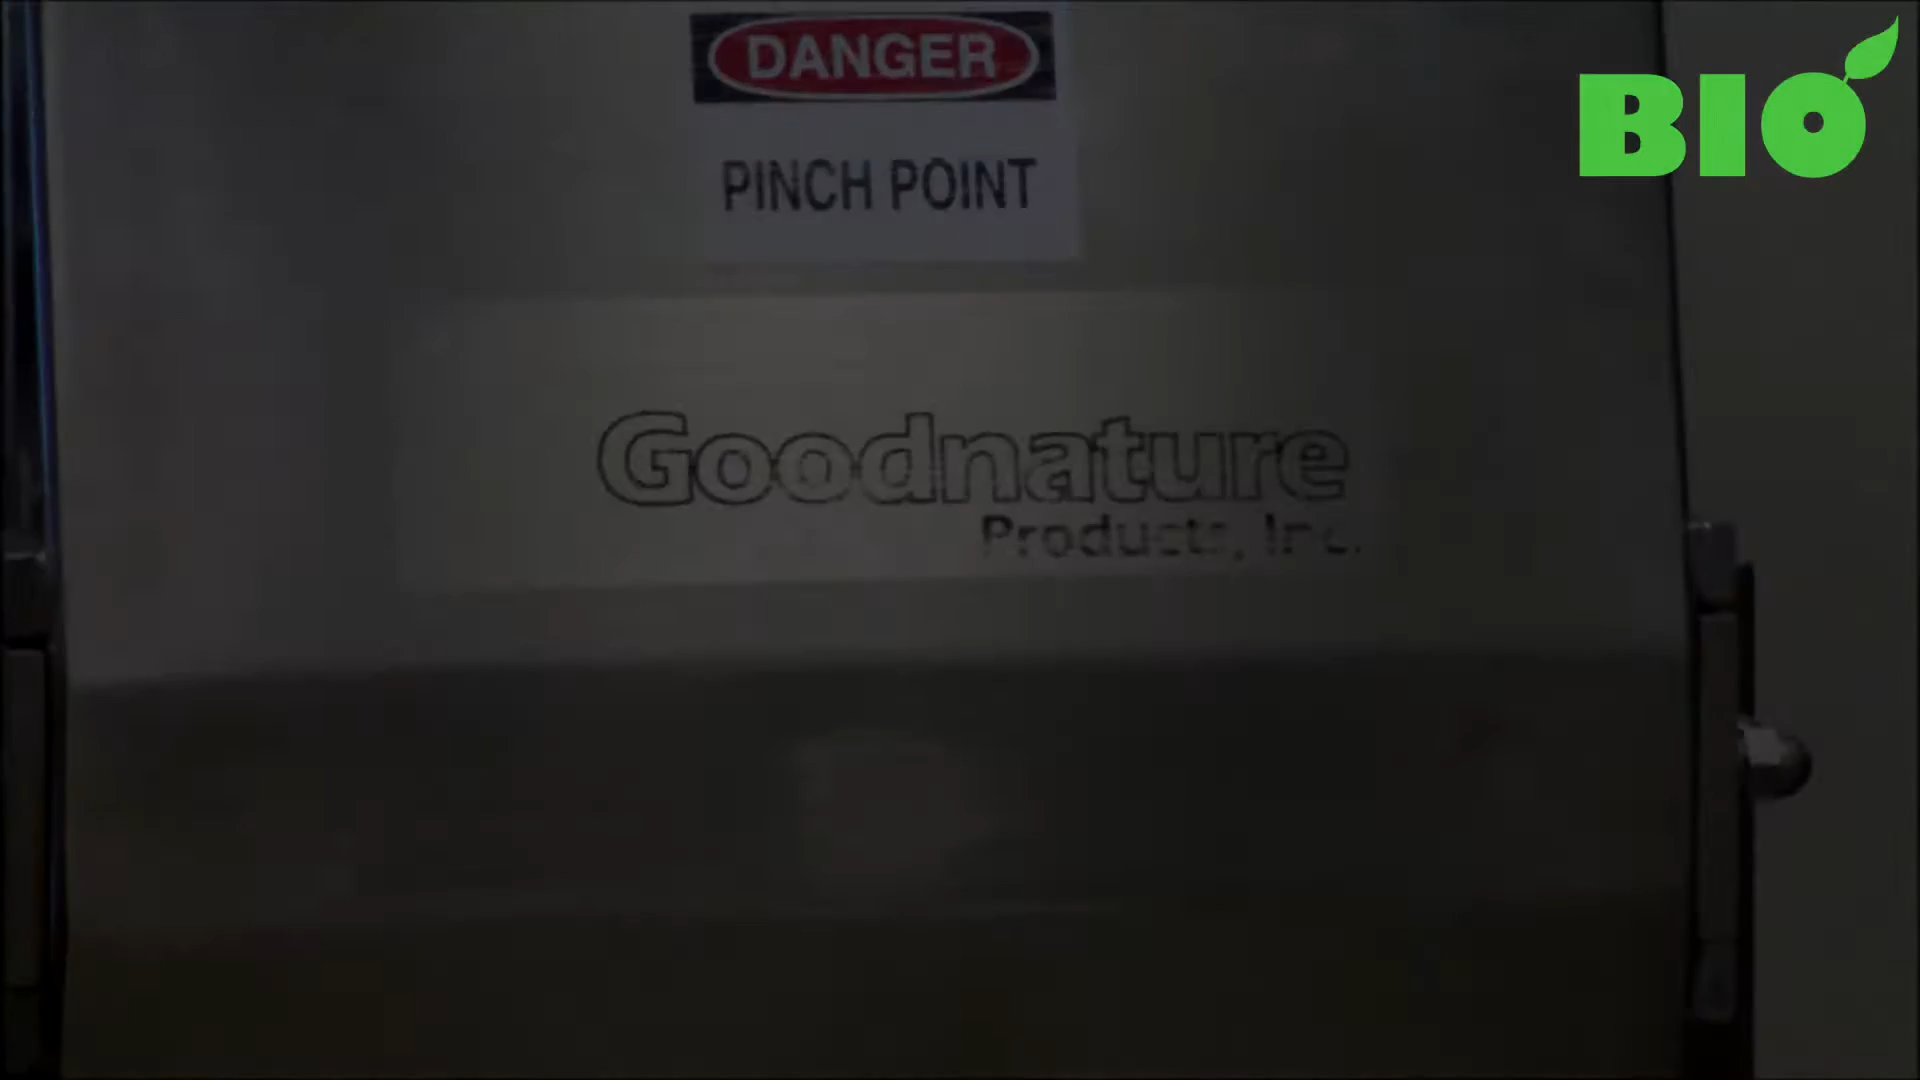 DANGER
BIO
PINCH POINT
Goodnature
Products, Inc.